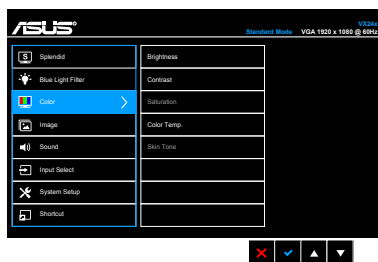 ASUS
VX24x
Standard Mode VGA 1920 x 1080 @ 60Hz
S Splendid
Blue Light Filter
Color
Image
Sound
Input Select
System Setup
Shortcut
Brightness
Contrast
Saturation
Color Temp.
Skin Tone